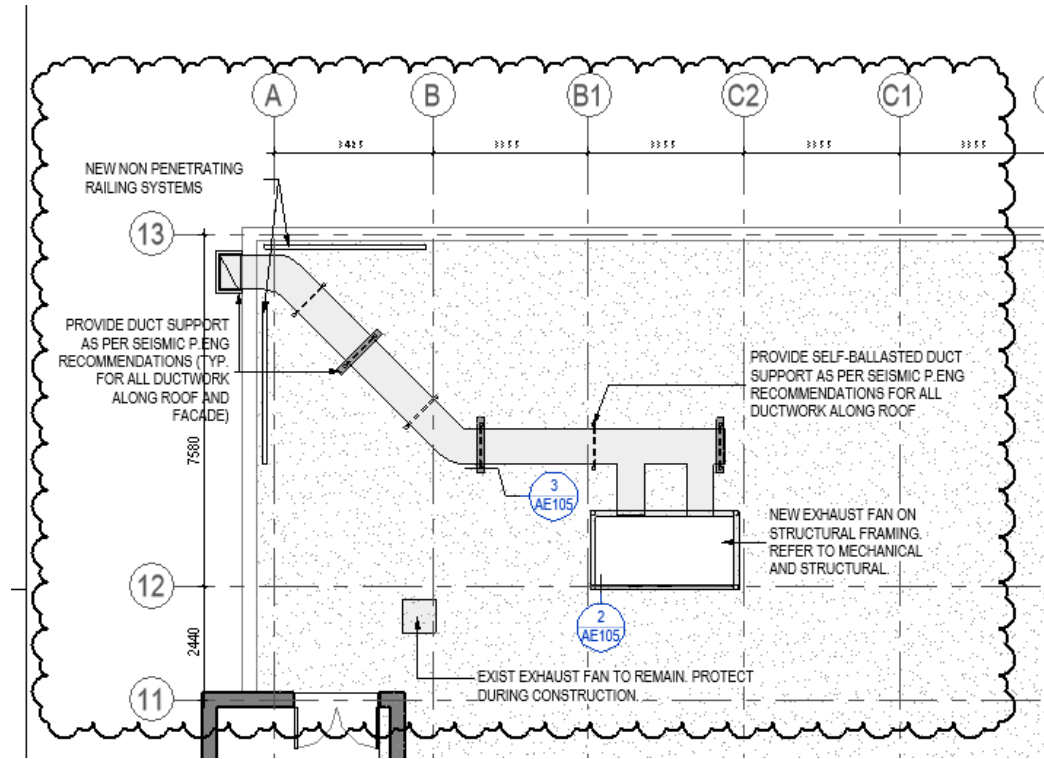 A
B
B1
C2
C1
3425
3355
3355
3355
3355
NEW NON PENETRATING
RAILING SYSTEMS
13
PROVIDE DUCT SUPPORT
AS PER SEISMIC P.ENG
RECOMMENDATIONS (TYP.
FOR ALL DUCTWORK
ALONG ROOF AND
FACADE)
PROVIDE SELF-BALLASTED DUCT
SUPPORT AS PER SEISMIC P.ENG
RECOMMENDATIONS FOR ALL
DUCTWORK ALONG ROOF
7580
3
AE105
NEW EXHAUST FAN ON
STRUCTURAL FRAMING.
REFER TO MECHANICAL
AND STRUCTURAL.
12
2
AE105
2440
EXIST EXHAUST FAN TO REMAIN. PROTECT
DURING CONSTRUCTION.
11